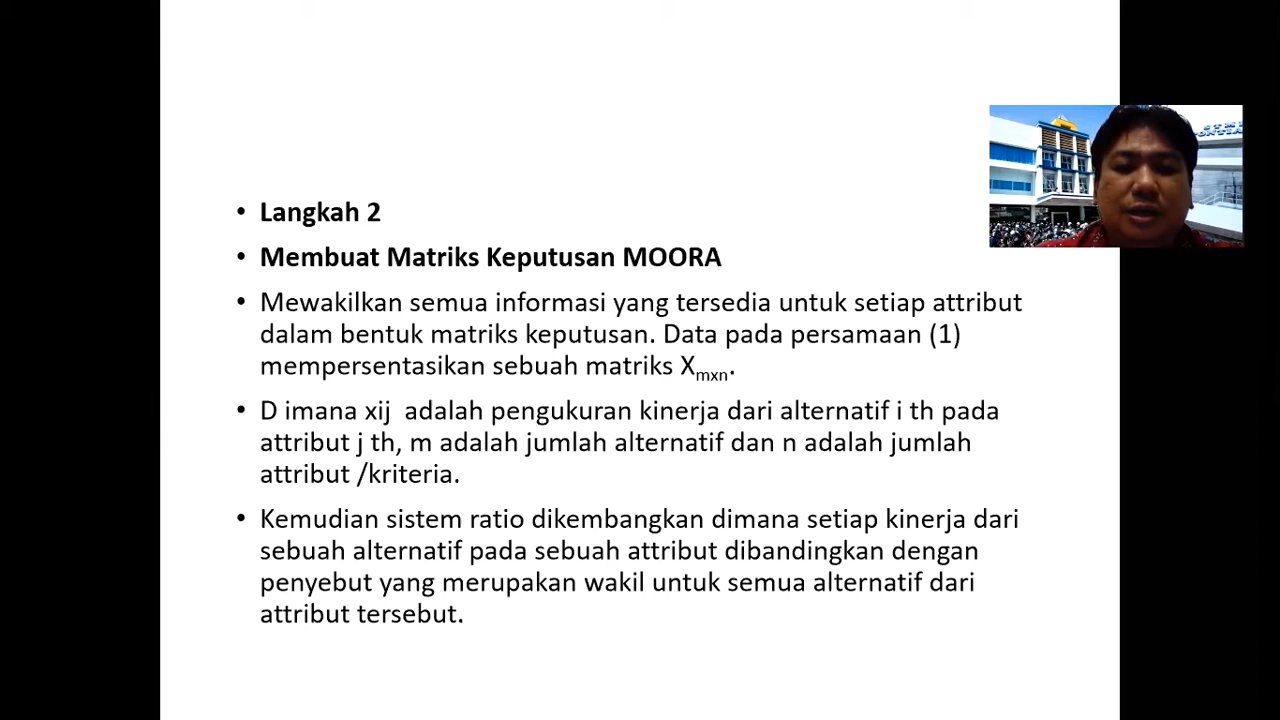 • Langkah 2
• Membuat Matriks Keputusan MOORA
• Mewakilkan semua informasi yang tersedia untuk setiap attribut
dalam bentuk matriks keputusan. Data pada persamaan (1)
mempersentasikan sebuah matriks Xmxn.
• D imana xij adalah pengukuran kinerja dari alternatif i th pada
attribut j th, m adalah jumlah alternatif dan n adalah jumlah
attribut /kriteria.
• Kemudian sistem ratio dikembangkan dimana setiap kinerja dari
sebuah alternatif pada sebuah attribut dibandingkan dengan
penyebut yang merupakan wakil untuk semua alternatif dari
attribut tersebut.